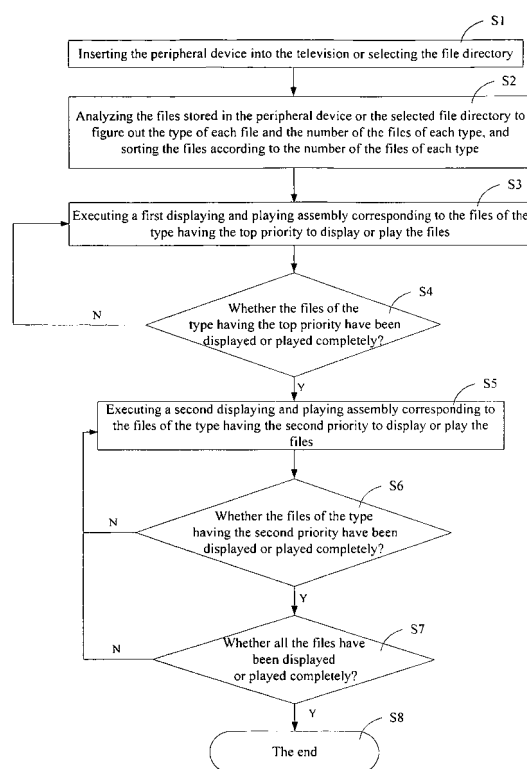 S1
Inserting the peripheral device into the television or selecting the file directory
S2
Analyzing the files stored in the peripheral device or the selected file directory to
figure out the type of each file and the number of the files of each type, and
sorting the files according to the number of the files of each type
S3
Executing a first displaying and playing assembly corresponding to the files of the
type having the top priority to display or play the files
S4
Whether the files of the
type having the top priority have been
displayed or played completely?
N
Y
S5
Executing a second displaying and playing assembly corresponding to
the files of the type having the second priority to display or play the
files
S6
Whether the files of the type
having the second priority have been
displayed or played completely?
N
Y
S7
Whether all the files have
been displayed
or played completely?
N
Y
S8
The end